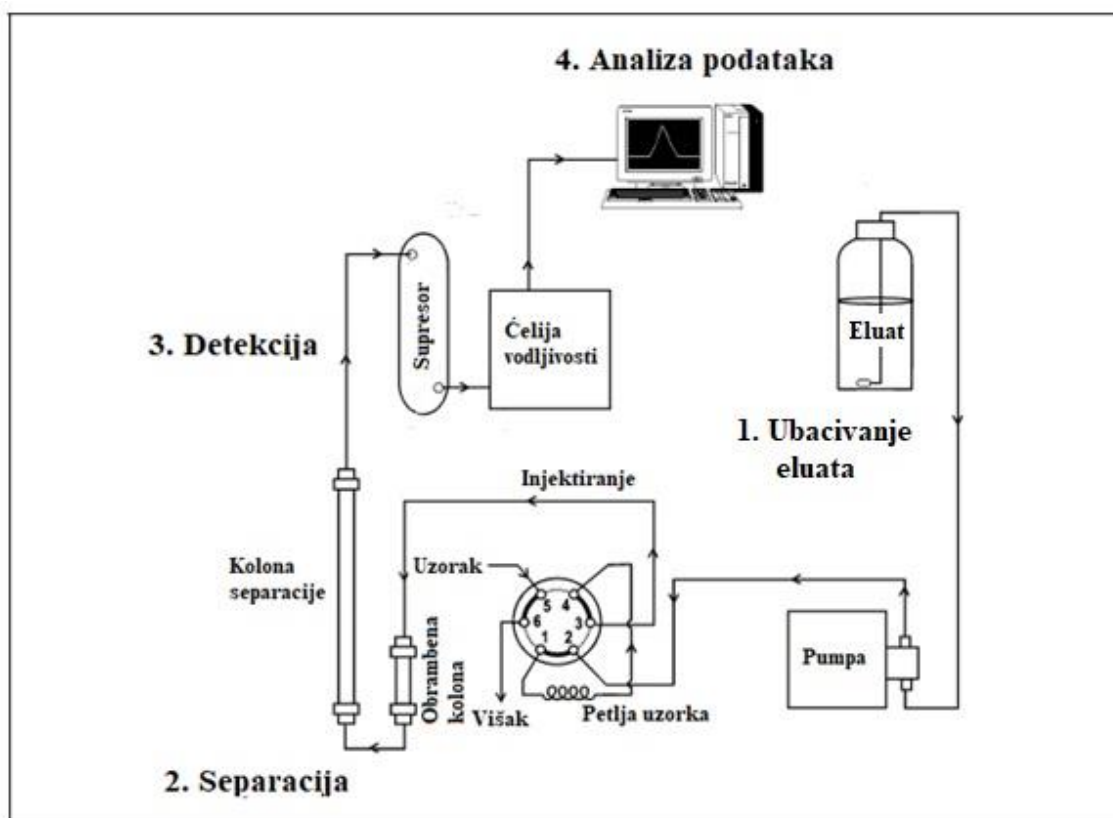 4. Analiza podataka
Supresor
Ćelija
vodljivosti
Eluat
3. Detekcija
1. Ubacivanje
eluata
Injektiranje
Kolona
separacije
Uzorak
5
4
6
3
1
2
Pumpa
Obrambena
kolona
Višak
Petlja uzorka
2. Separacija